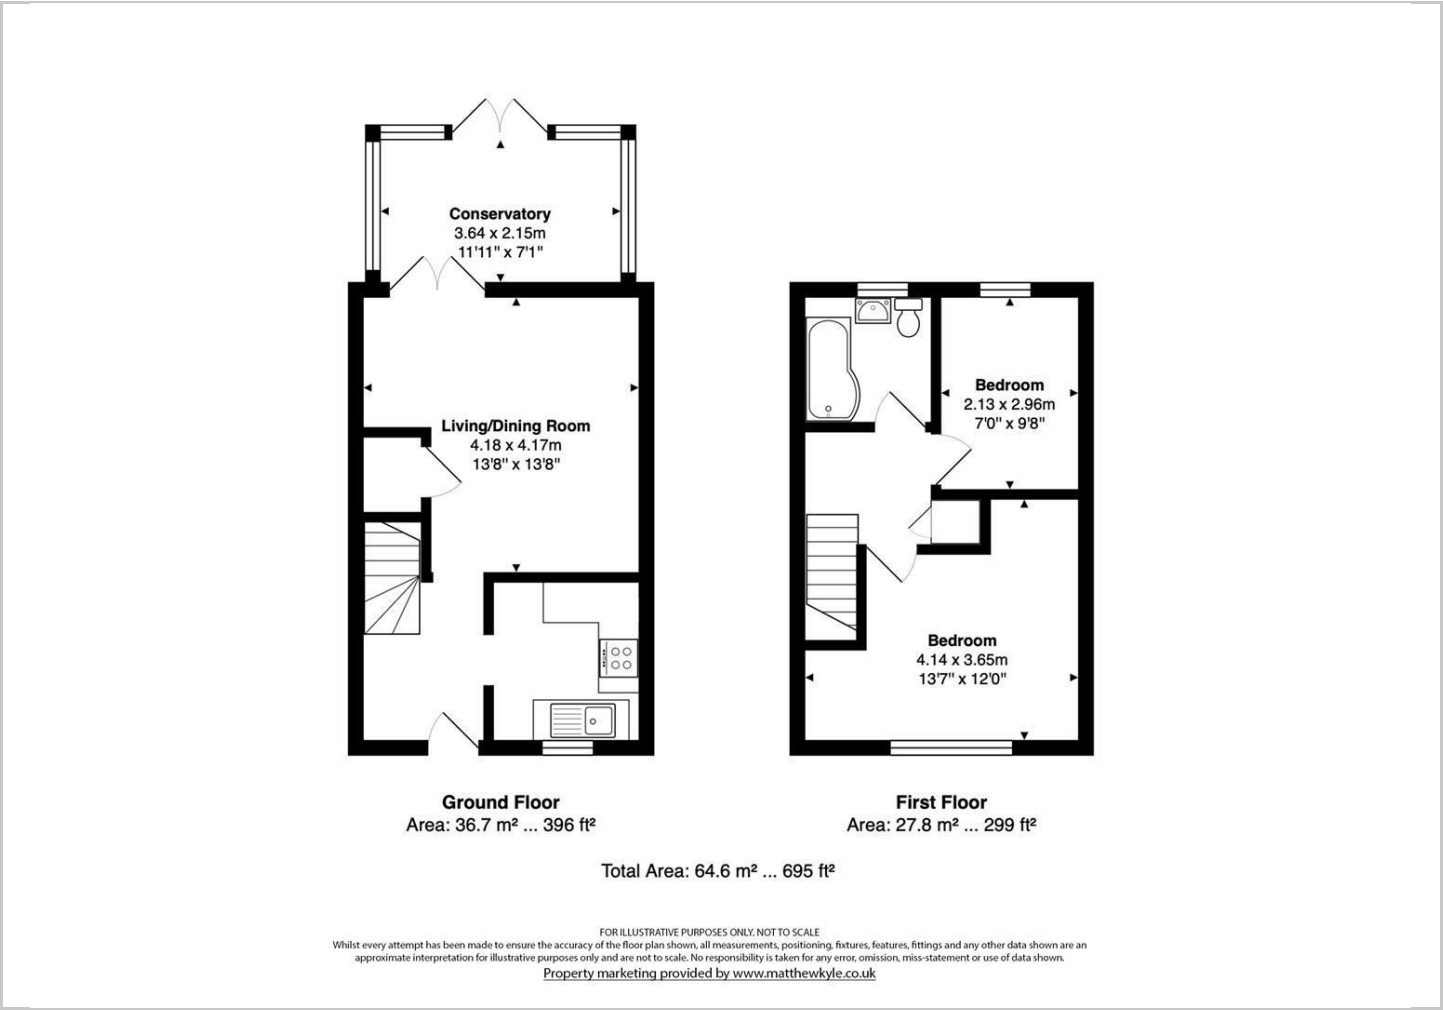 Conservatory
3.64 x 2.15m
11'11" x 7'1"
Living/Dining Room
4.18 x 4.17m
13'8" x 13'8"
Bedroom
2.13 x 2.96m
7'0" x 9'8"
Bedroom
4.14 x 3.65m
13'7" x 12'0"
Ground Floor
Area: 36.7 m² ... 396 ft²
First Floor
Area: 27.8 m² ... 299 ft²
Total Area: 64.6 m² ... 695 ft²
FOR ILLUSTRATIVE PURPOSES ONLY. NOT TO SCALE
Whilst every attempt has been made to ensure the accuracy of the floor plan shown, all measurements, positioning, fixtures, features, fittings and any other data shown are an
approximate interpretation for illustrative purposes only and are not to scale. No responsibility is taken for any error, omission, miss-statement or use of data shown.
Property marketing provided by www.matthewkyle.co.uk